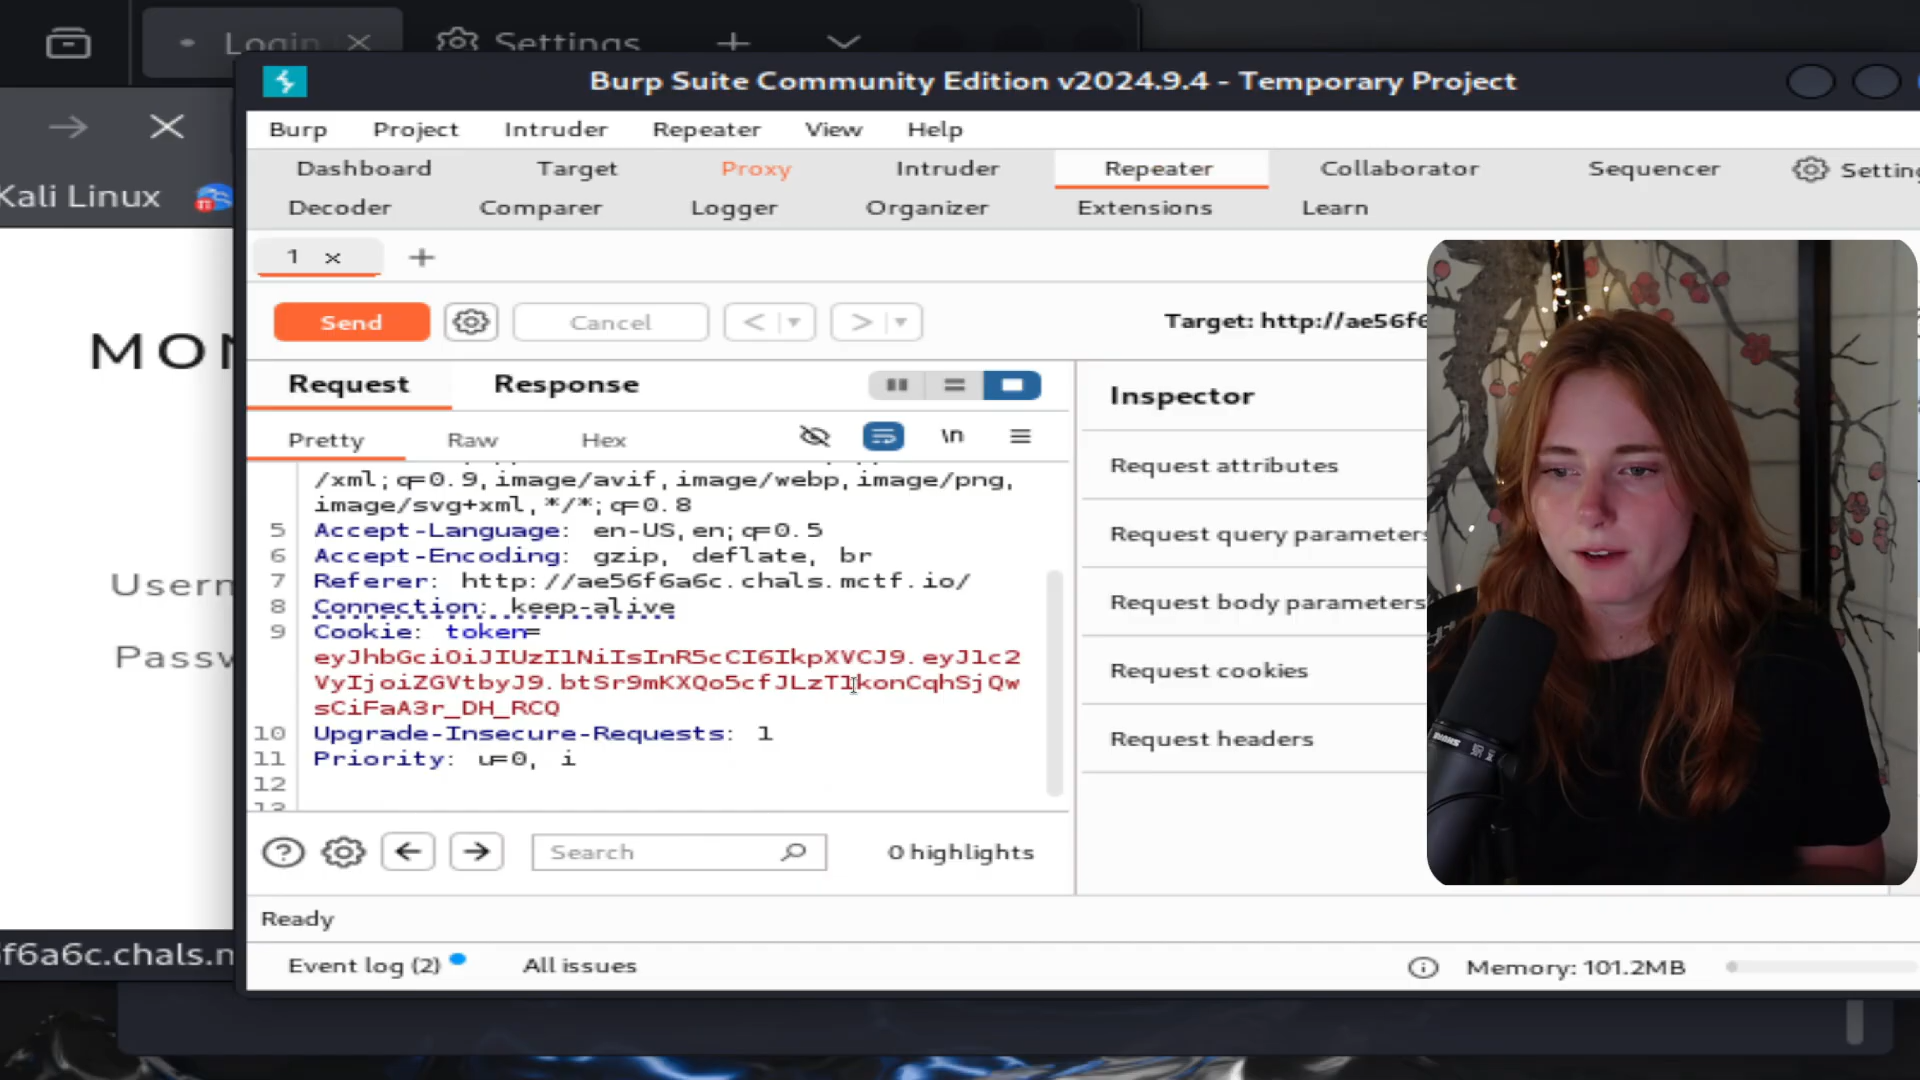 Login
Settings
Burp Suite Community Edition v2024.9.4 - Temporary Project
Burp Project Intruder Repeater View Help
Dashboard Target Proxy Intruder Repeater Collaborator Sequencer
Decoder Comparer Logger Organizer Extensions Learn
Kali Linux
1
Send Cancel
Target: http://ae56f6
MON
Request Response
Inspector
Pretty Raw Hex \n
/xml;q=0.9,image/avif,image/webp,image/png,
image/svg+xml,*/*;q=0.8
5 Accept-Language: en-US,en;q=0.5
6 Accept-Encoding: gzip, deflate, br
7 Referer: http://ae56f6a6c.chals.mctf.io/
8 Connection: keep-alive
9 Cookie: token=
eyJhbGciOiJIUzI1NiIsInR5cCI6IkpXVCJ9.eyJ1c2
VyIjoiZGVtbyJ9.btSr9mKXQo5cfJLzT1konCqhSjQw
sCiFaA3r_DH_RCQ
10 Upgrade-Insecure-Requests: 1
11 Priority: u=0, i
12
13
Request attributes
Request query parameters
Request body parameters
Request cookies
Request headers
Usern
Passw
Search
0 highlights
Ready
f6a6c.chals.m
Event log (2) All issues
Memory: 101.2MB